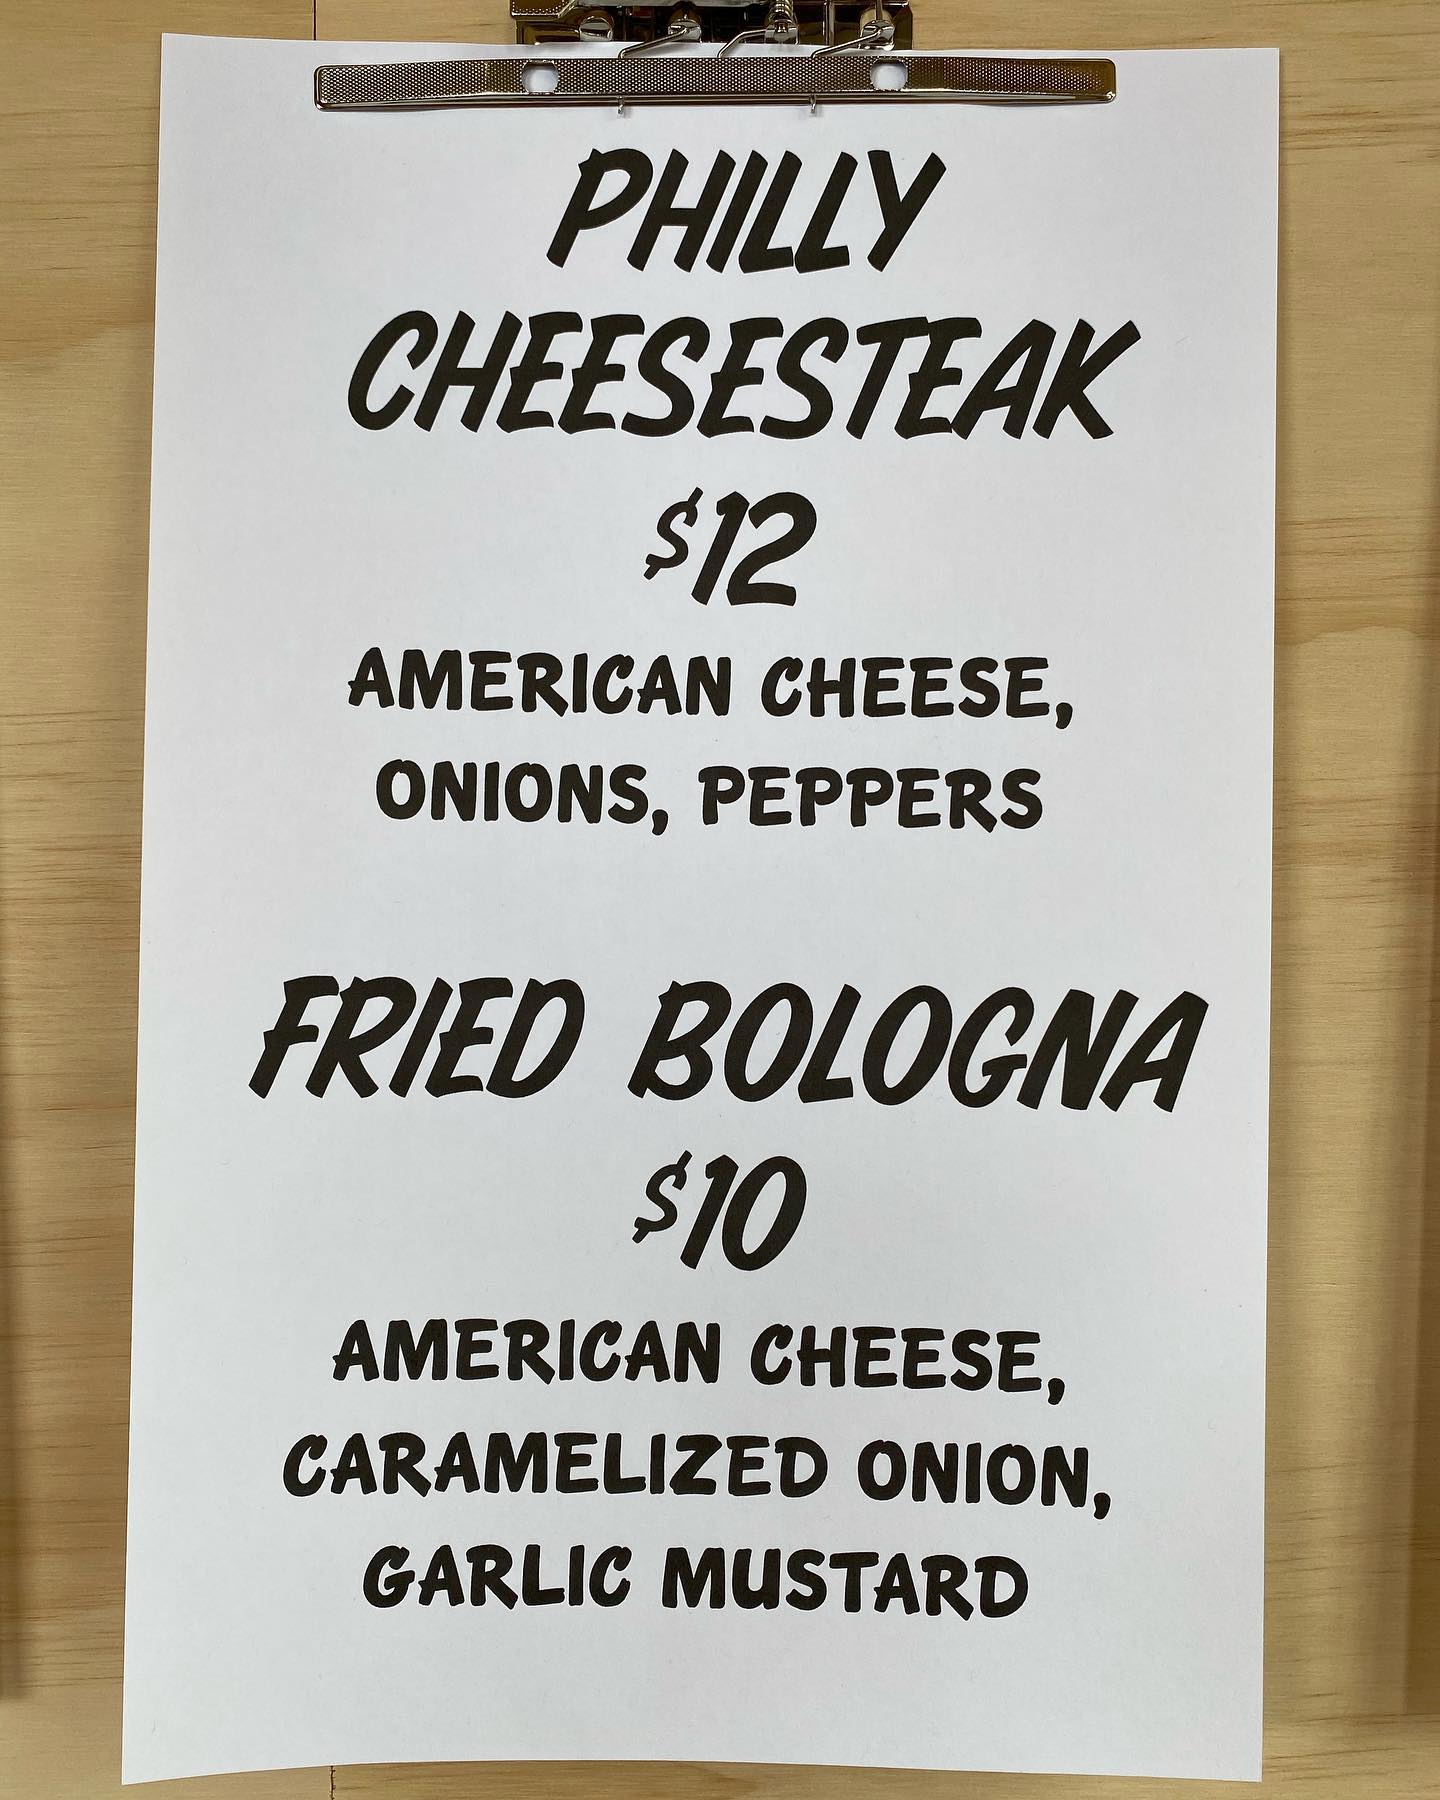 PHILLY
CHEESESTEAK
$12
AMERICAN CHEESE,
ONIONS, PEPPERS
FRIED BOLOGNA
$10
AMERICAN CHEESE,
CARAMELIZED ONION,
GARLIC MUSTARD